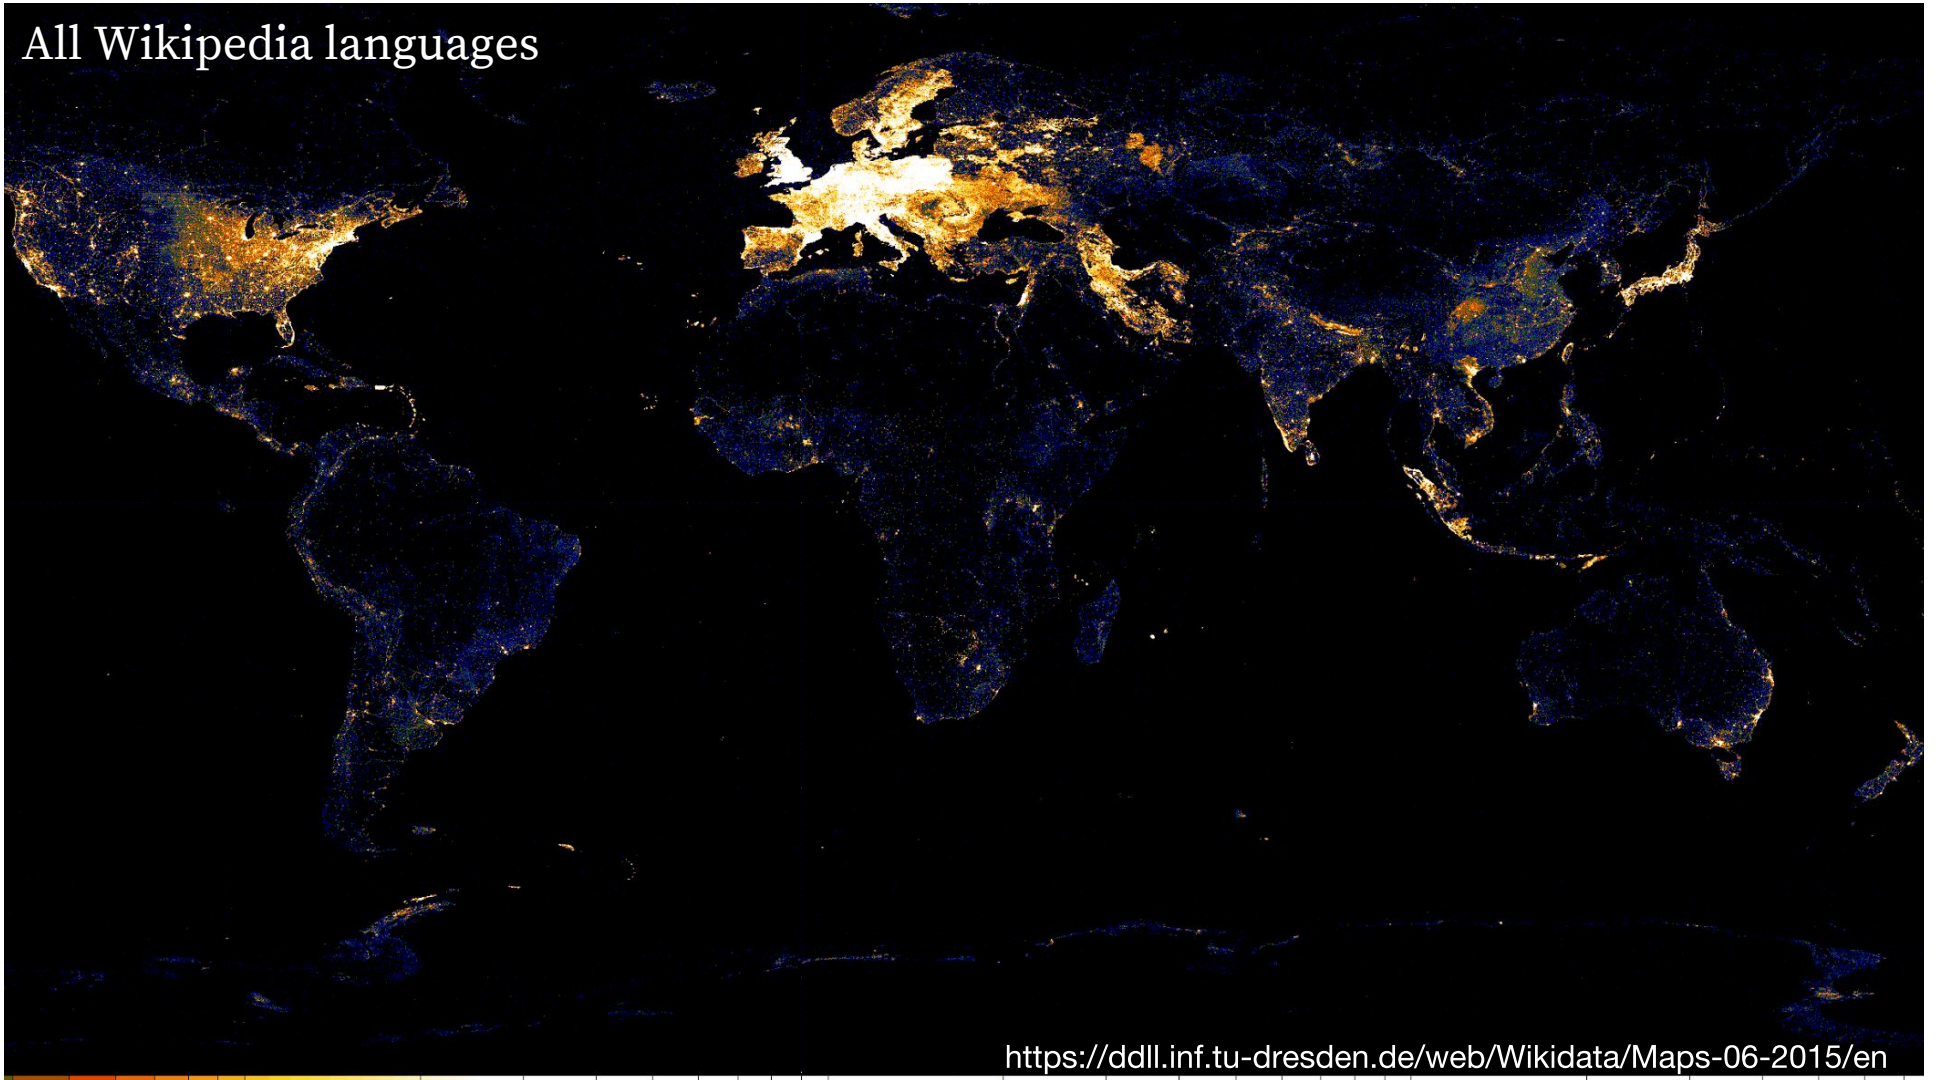 All Wikipedia languages
https://ddll.inf.tu-dresden.de/web/Wikidata/Maps-06-2015/en